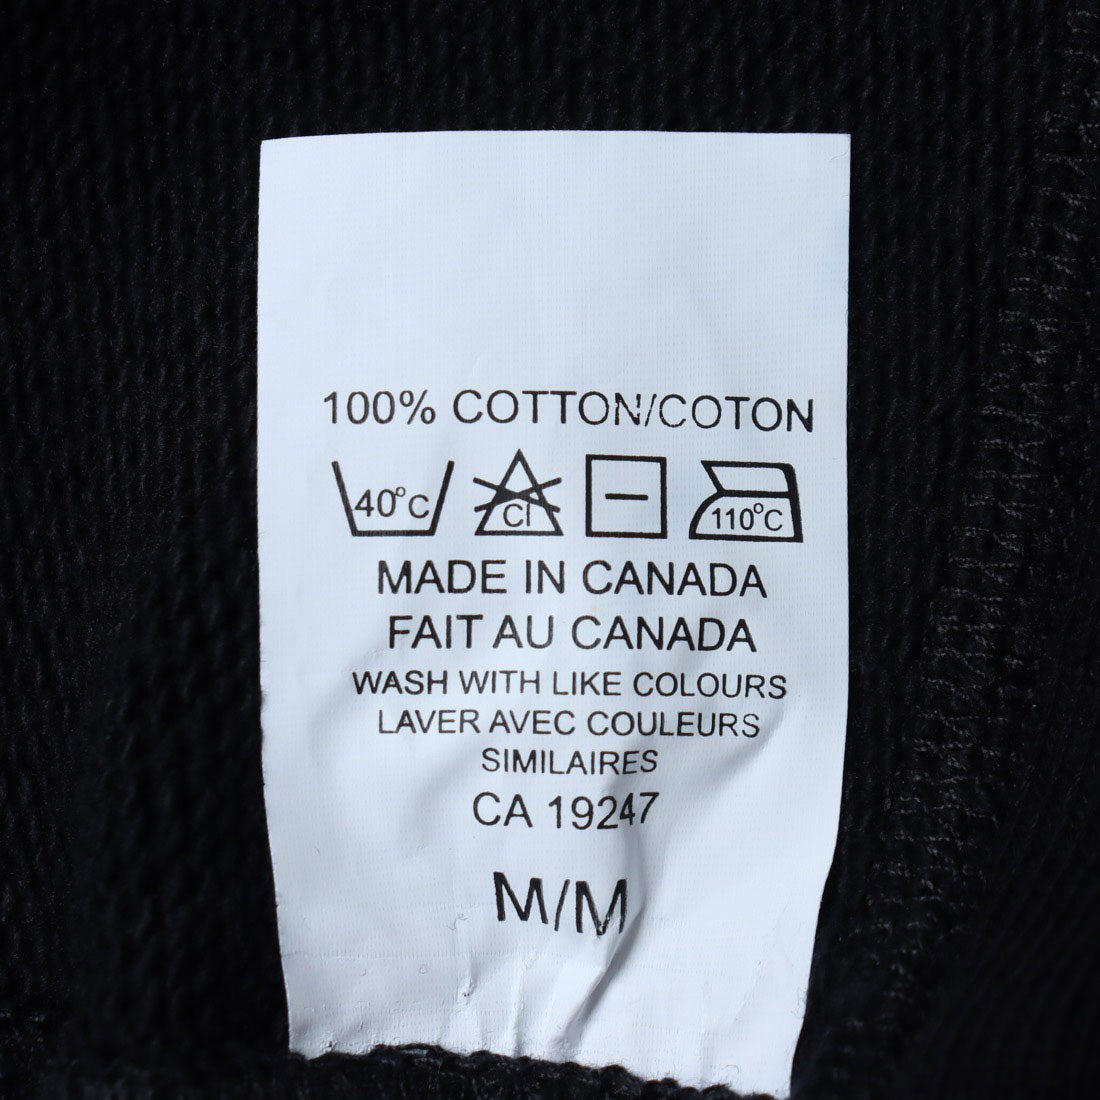 100% COTTON/COTON
40°C Cl 110°C
MADE IN CANADA
FAIT AU CANADA
WASH WITH LIKE COLOURS
LAVER AVEC COULEURS
SIMILAIRES
CA 19247
M/M